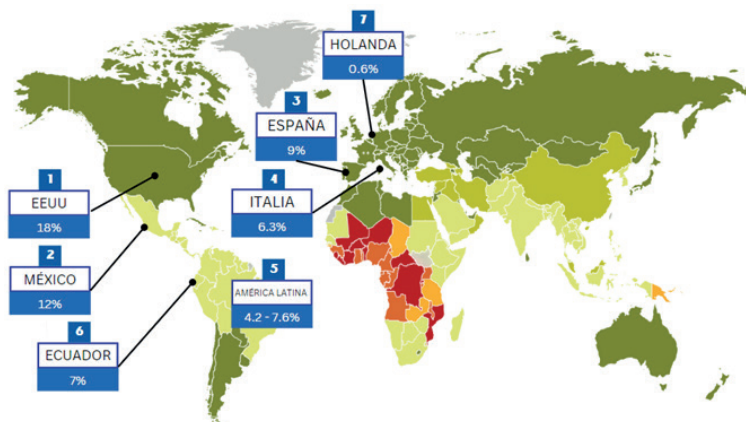 7
HOLANDA
0.6%
3
ESPAÑA
9%
1
EEUU
18%
4
ITALIA
6.3%
2
MÉXICO
12%
5
AMÉRICA LATINA
4.2 - 7.6%
6
ECUADOR
7%